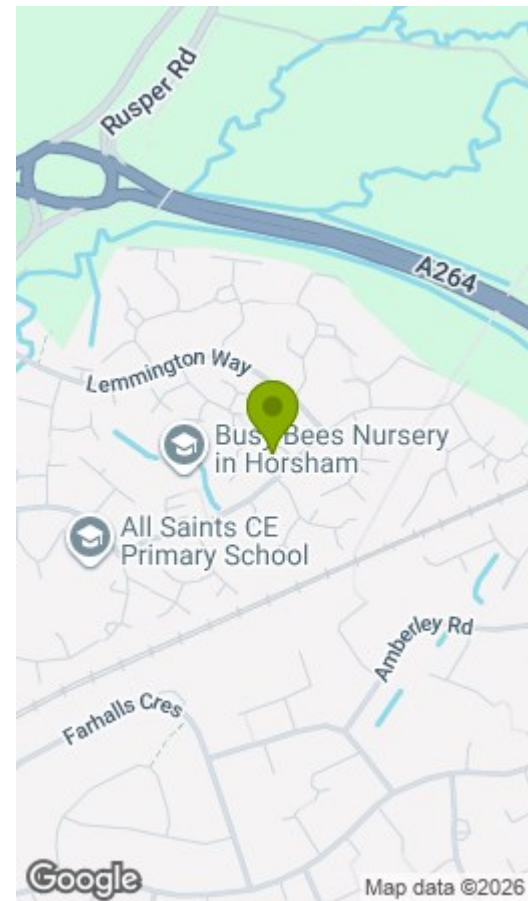 Rusper Rd
A264
Lemmington Way
Busy Bees Nursery
in Horsham
All Saints CE
Primary School
Amberley Rd
Farhalls Cres
Google
Map data ©2026